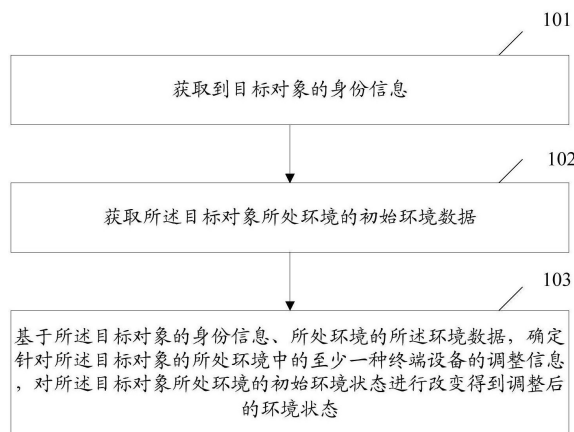 101
获取到目标对象的身份信息
102
获取所述目标对象所处环境的初始环境数据
103
基于所述目标对象的身份信息、所处环境的所述环境数据，确定
针对所述目标对象的所处环境中的至少一种终端设备的调整信息
，对所述目标对象所处环境的初始环境状态进行改变得到调整后
的环境状态